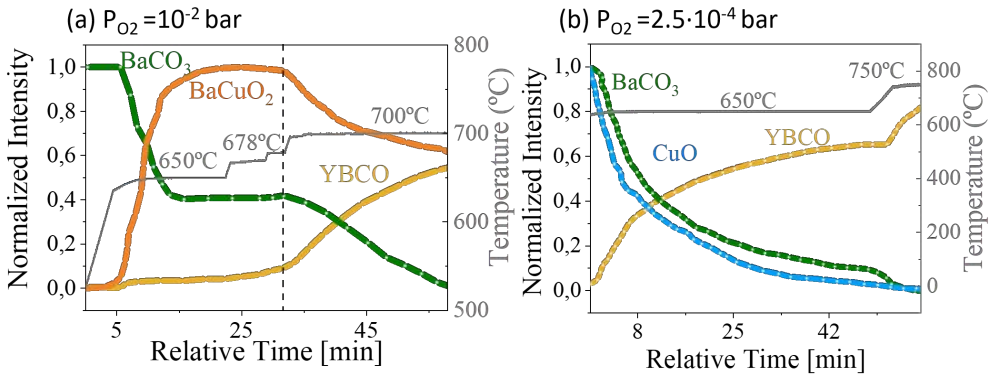 (a) P_O2 =10⁻² bar
Normalized Intensity
1,0
0,8
0,6
0,4
0,2
0,0
BaCO₃
BaCuO₂
650ºC
678ºC
700ºC
YBCO
800
700
600
500
Temperature (ºC)
5
25
45
Relative Time [min]
(b) P_O2 =2.5·10⁻⁴ bar
Normalized Intensity
1,0
0,8
0,6
0,4
0,2
0,0
BaCO₃
CuO
650ºC
750ºC
YBCO
800
600
400
200
0
Temperature (ºC)
8
25
42
Relative Time [min]